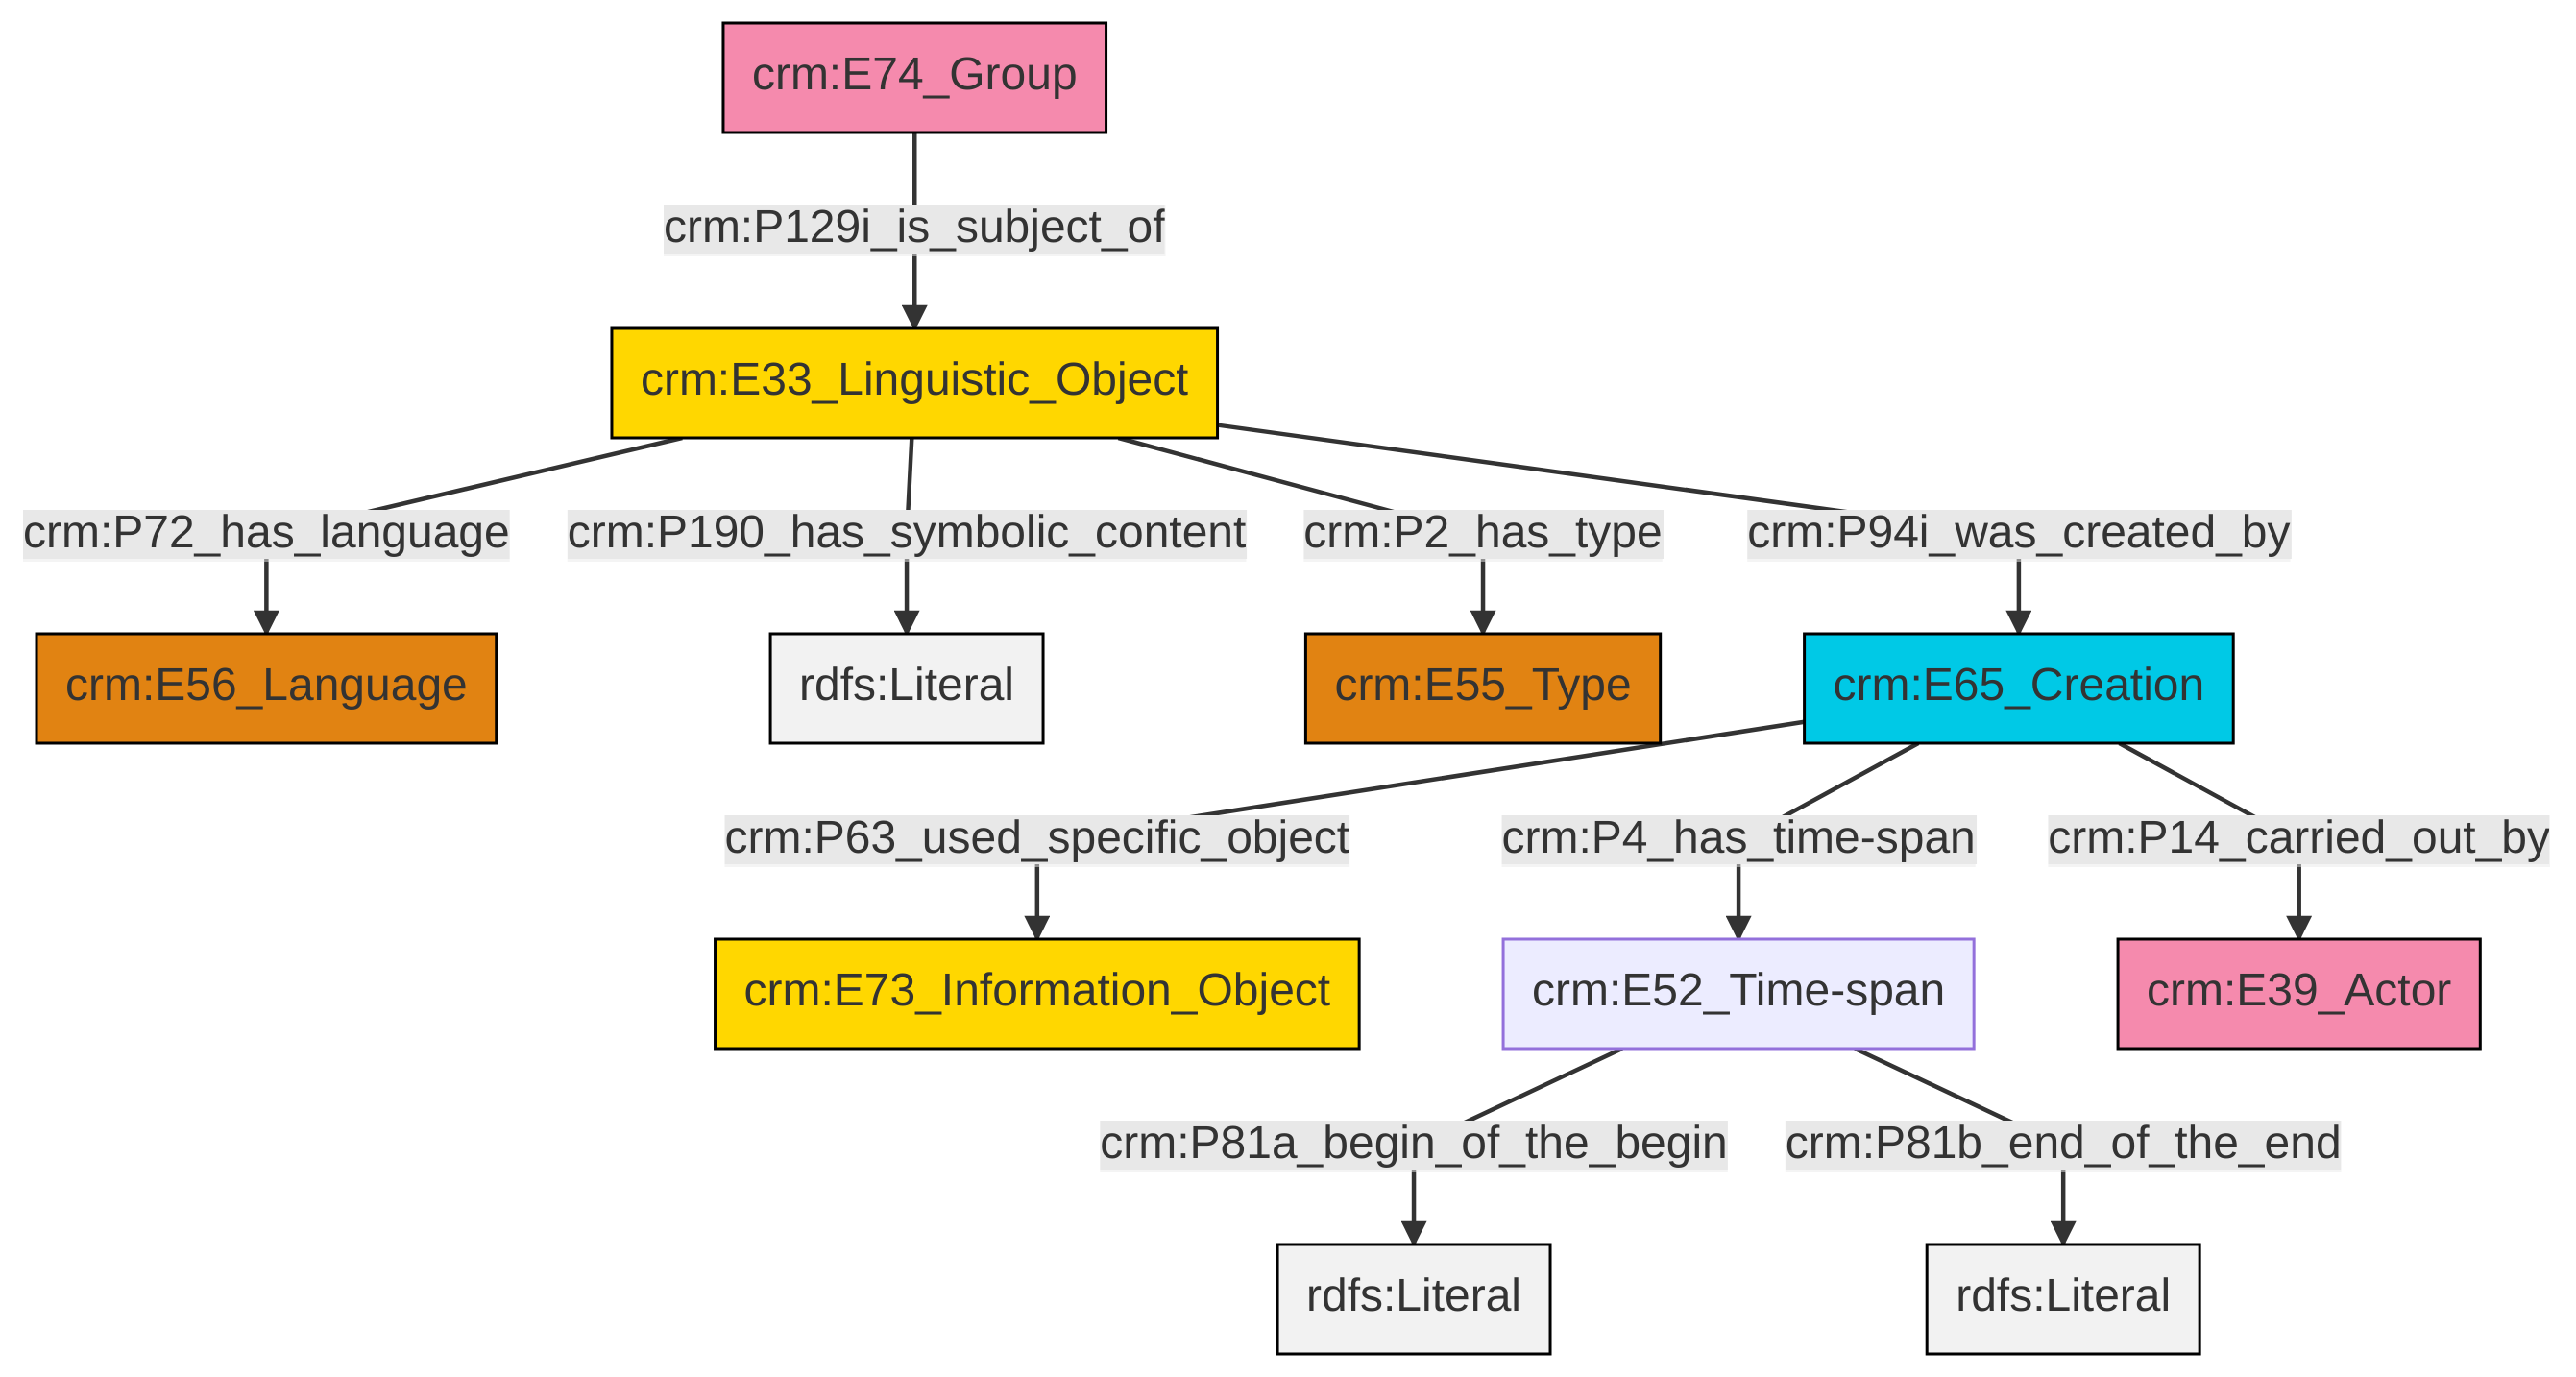 crm:E74_Group
crm:P129i_is_subject_of
crm:E33_Linguistic_Object
crm:P72_has_language
crm:P190_has_symbolic_content
crm:P2_has_type
crm:P94i_was_created_by
crm:E56_Language
rdfs:Literal
crm:E55_Type
crm:E65_Creation
crm:P63_used_specific_object
crm:P4_has_time-span
crm:P14_carried_out_by
crm:E73_Information_Object
crm:E52_Time-span
crm:E39_Actor
crm:P81a_begin_of_the_begin
crm:P81b_end_of_the_end
rdfs:Literal
rdfs:Literal